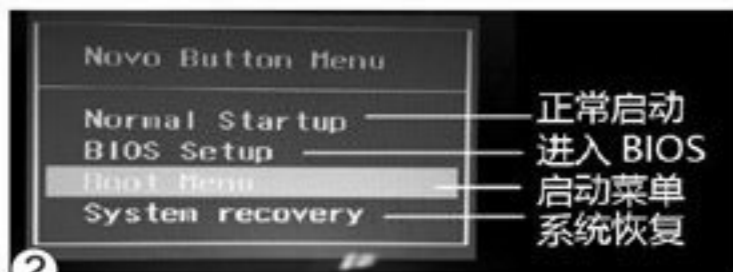 Novo Button Menu
Normal Startup 正常启动
BIOS Setup 进入 BIOS
Boot Menu 启动菜单
System recovery 系统恢复
2